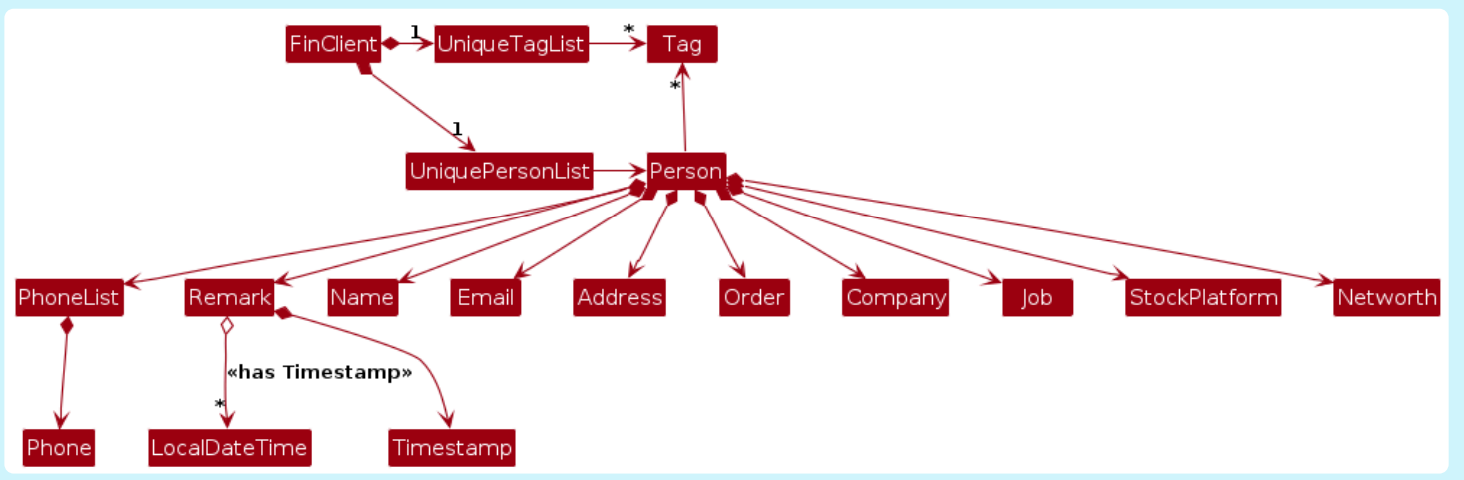 FinClient
1
UniqueTagList
*
Tag
*
1
UniquePersonList
Person
PhoneList
Remark
Name
Email
Address
Order
Company
Job
StockPlatform
Networth
«has Timestamp»
*
Phone
LocalDateTime
Timestamp